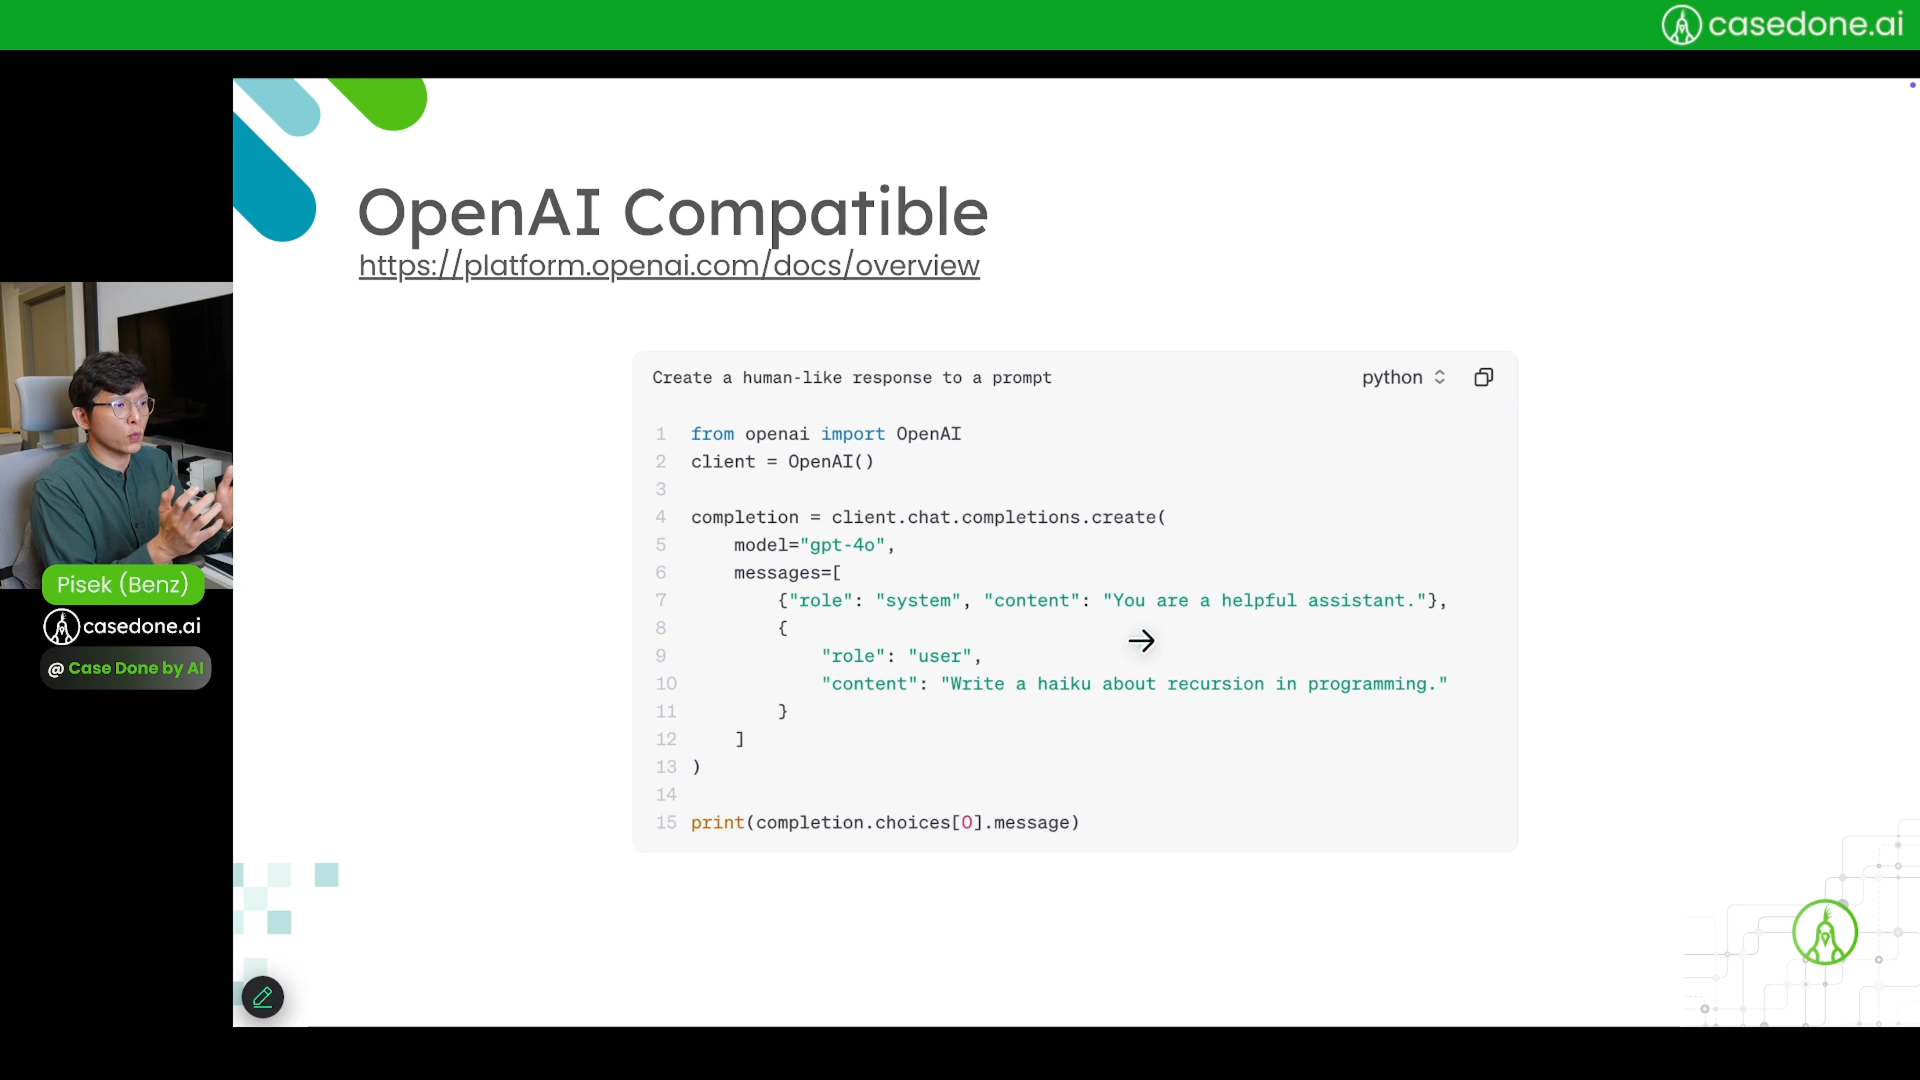 casedone.ai
OpenAI Compatible
https://platform.openai.com/docs/overview
Create a human-like response to a prompt
python
1 from openai import OpenAI
2 client = OpenAI()
3
4 completion = client.chat.completions.create(
5     model="gpt-4o",
6     messages=[
7         {"role": "system", "content": "You are a helpful assistant."},
8         {
9             "role": "user",
10             "content": "Write a haiku about recursion in programming."
11         }
12     ]
13 )
14
15 print(completion.choices[0].message)
Pisek (Benz)
casedone.ai
@ Case Done by AI